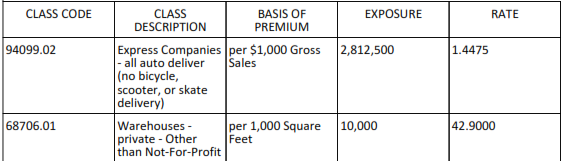 CLASS CODE CLASS DESCRIPTION BASIS OF PREMIUM EXPOSURE RATE
94099.02 Express Companies per $1,000 Gross 2,812,500 1.4475
- all auto deliver Sales
(no bicycle,
scooter, or skate
delivery)
68706.01 Warehouses - per 1,000 Square 10,000 42.9000
private - Other Feet
than Not-For-Profit